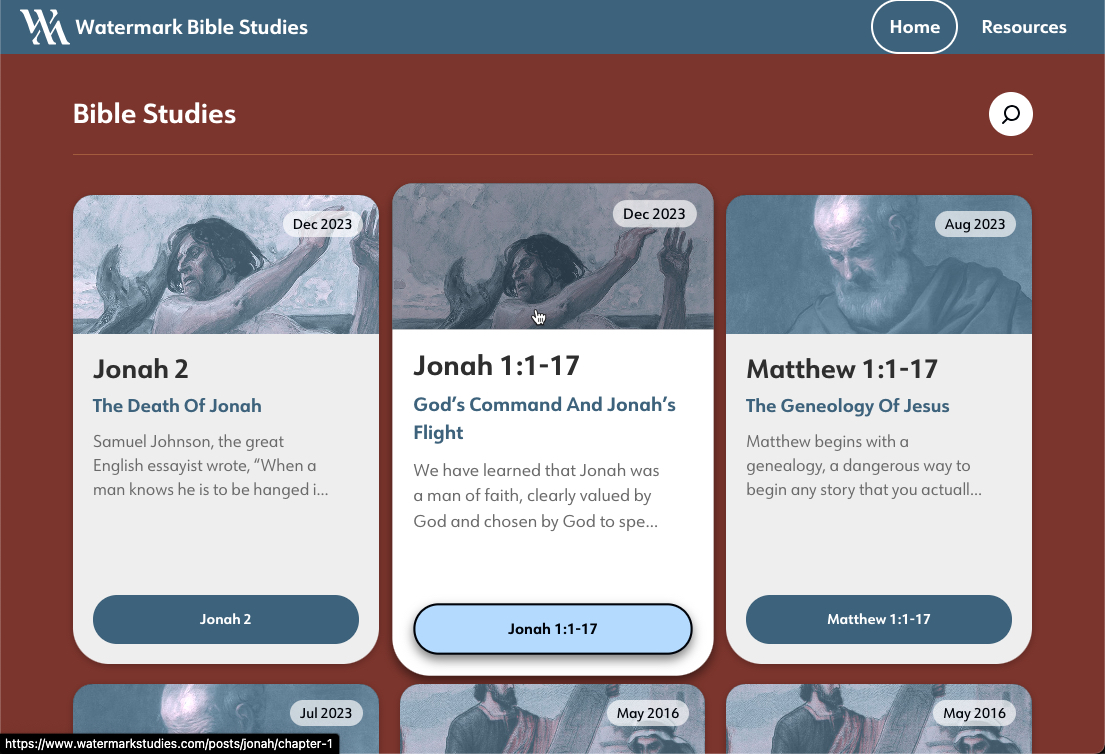 Watermark Bible Studies
Home
Resources
Bible Studies
Dec 2023
Jonah 2
The Death Of Jonah
Samuel Johnson, the great
English essayist wrote, “When a
man knows he is to be hanged i...
Jonah 2
Dec 2023
Jonah 1:1-17
God’s Command And Jonah’s
Flight
We have learned that Jonah was
a man of faith, clearly valued by
God and chosen by God to spe...
Jonah 1:1-17
Aug 2023
Matthew 1:1-17
The Geneology Of Jesus
Matthew begins with a
genealogy, a dangerous way to
begin any story that you actuall...
Matthew 1:1-17
Jul 2023
May 2016
May 2016
https://www.watermarkstudies.com/posts/jonah/chapter-1